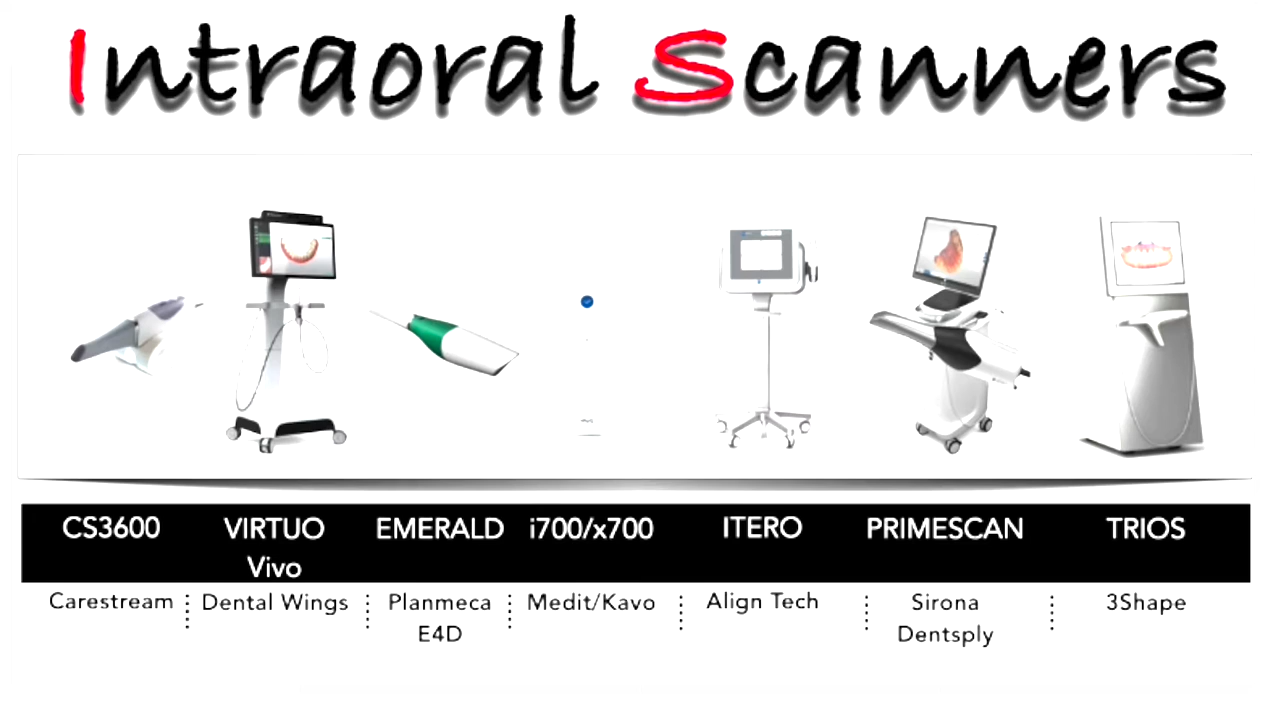 Intraoral Scanners
CS3600
VIRTUO
Vivo
EMERALD
i700/x700
ITERO
PRIMESCAN
TRIOS
Carestream
Dental Wings
Planmeca
E4D
Medit/Kavo
Align Tech
Sirona
Dentsply
3Shape